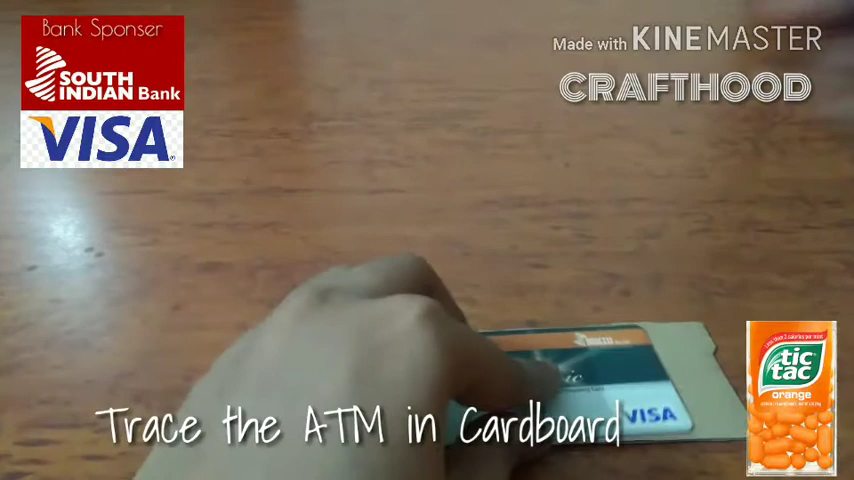 Bank Sponser
SOUTH
INDIAN Bank
VISA
Made with KINEMASTER
CRAFTHOOD
VISA
Trace the ATM in Cardboard
tic
tac
orange